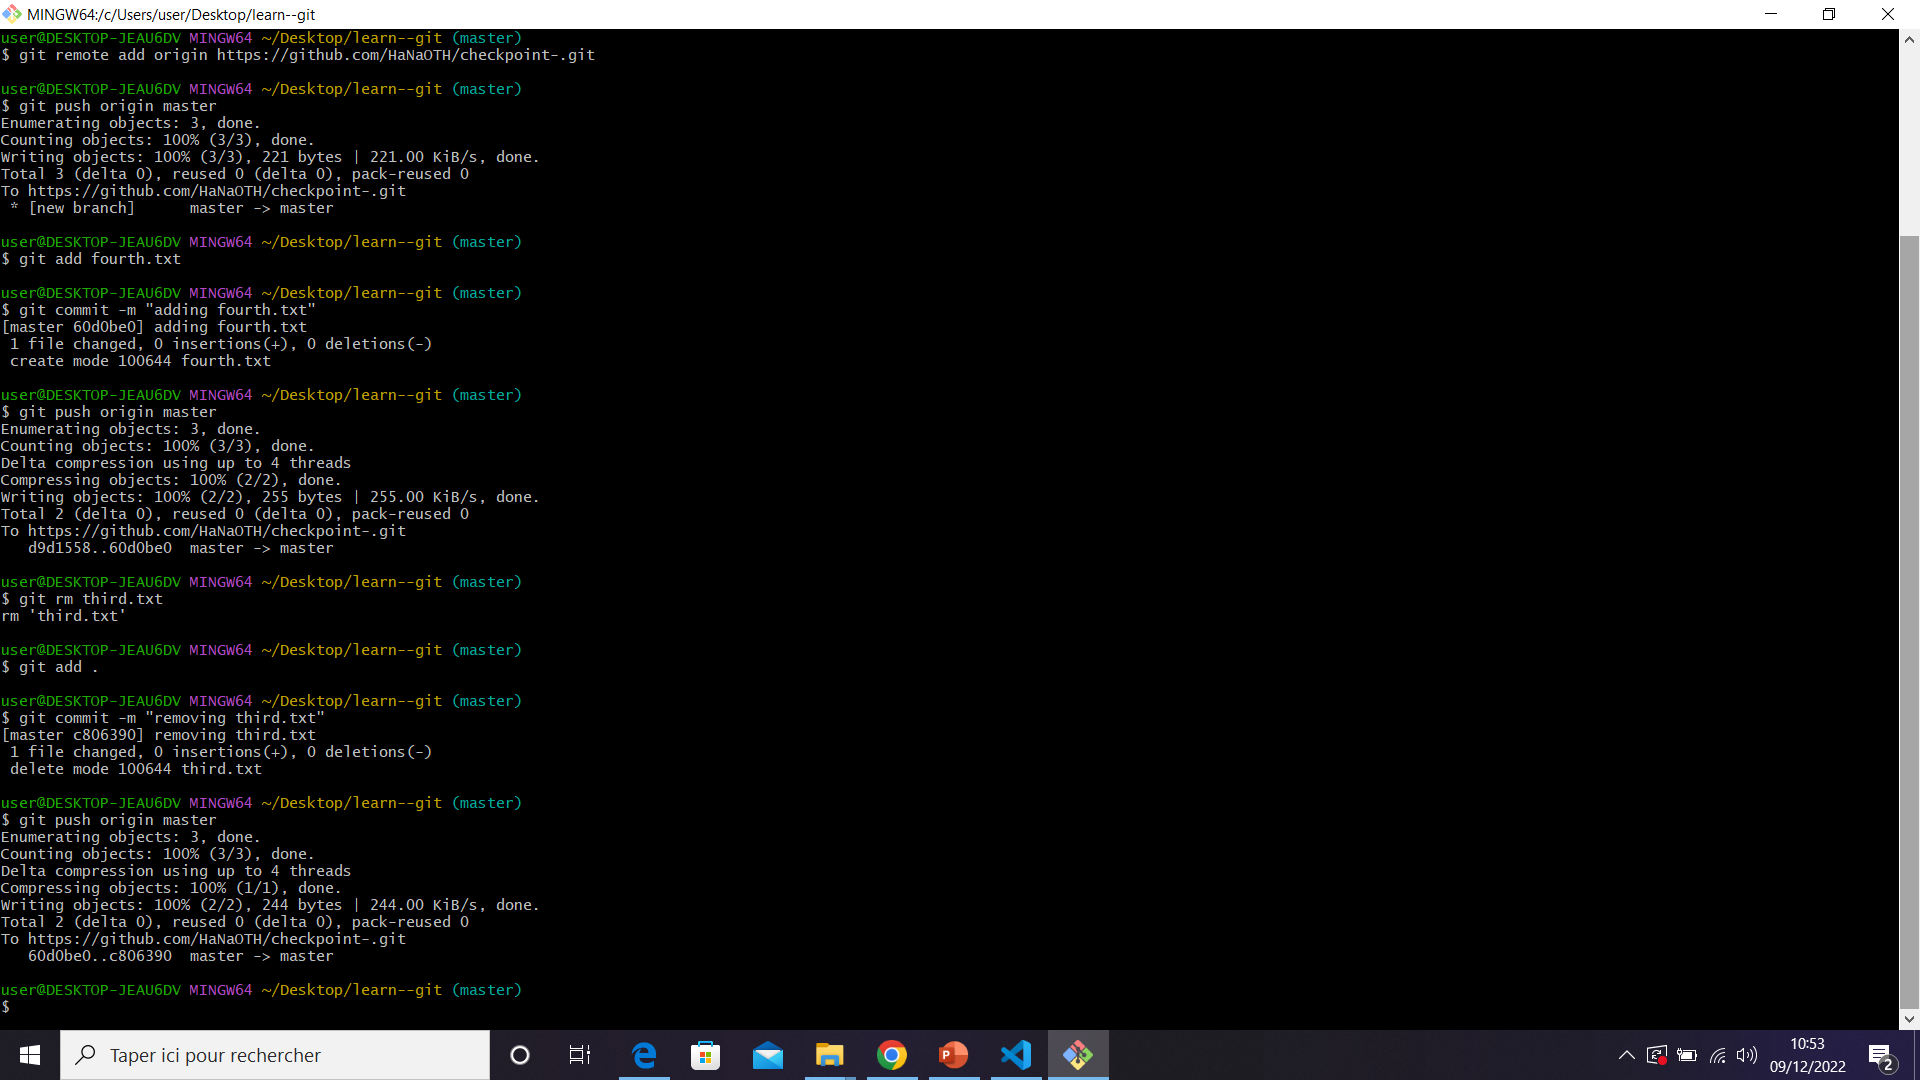 MINGW64:/c/Users/user/Desktop/learn--git
user@DESKTOP-JEAU6DV MINGW64 ~/Desktop/learn--git (master)
$ git remote add origin https://github.com/HaNaOTH/checkpoint-.git
user@DESKTOP-JEAU6DV MINGW64 ~/Desktop/learn--git (master)
$ git push origin master
Enumerating objects: 3, done.
Counting objects: 100% (3/3), done.
Writing objects: 100% (3/3), 221 bytes | 221.00 KiB/s, done.
Total 3 (delta 0), reused 0 (delta 0), pack-reused 0
To https://github.com/HaNaOTH/checkpoint-.git
 * [new branch]      master -> master
user@DESKTOP-JEAU6DV MINGW64 ~/Desktop/learn--git (master)
$ git add fourth.txt
user@DESKTOP-JEAU6DV MINGW64 ~/Desktop/learn--git (master)
$ git commit -m "adding fourth.txt"
[master 60d0be0] adding fourth.txt
 1 file changed, 0 insertions(+), 0 deletions(-)
 create mode 100644 fourth.txt
user@DESKTOP-JEAU6DV MINGW64 ~/Desktop/learn--git (master)
$ git push origin master
Enumerating objects: 3, done.
Counting objects: 100% (3/3), done.
Delta compression using up to 4 threads
Compressing objects: 100% (2/2), done.
Writing objects: 100% (2/2), 255 bytes | 255.00 KiB/s, done.
Total 2 (delta 0), reused 0 (delta 0), pack-reused 0
To https://github.com/HaNaOTH/checkpoint-.git
   d9d1558..60d0be0  master -> master
user@DESKTOP-JEAU6DV MINGW64 ~/Desktop/learn--git (master)
$ git rm third.txt
rm 'third.txt'
user@DESKTOP-JEAU6DV MINGW64 ~/Desktop/learn--git (master)
$ git add .
user@DESKTOP-JEAU6DV MINGW64 ~/Desktop/learn--git (master)
$ git commit -m "removing third.txt"
[master c806390] removing third.txt
 1 file changed, 0 insertions(+), 0 deletions(-)
 delete mode 100644 third.txt
user@DESKTOP-JEAU6DV MINGW64 ~/Desktop/learn--git (master)
$ git push origin master
Enumerating objects: 3, done.
Counting objects: 100% (3/3), done.
Delta compression using up to 4 threads
Compressing objects: 100% (1/1), done.
Writing objects: 100% (2/2), 244 bytes | 244.00 KiB/s, done.
Total 2 (delta 0), reused 0 (delta 0), pack-reused 0
To https://github.com/HaNaOTH/checkpoint-.git
   60d0be0..c806390  master -> master
user@DESKTOP-JEAU6DV MINGW64 ~/Desktop/learn--git (master)
$
Taper ici pour rechercher
P
10:53
09/12/2022
2